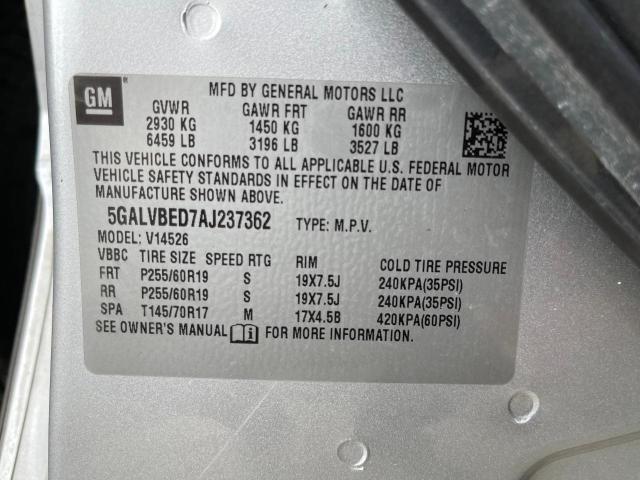 GM
®
MFD BY GENERAL MOTORS LLC
GVWR GAWR FRT GAWR RR
2930 KG 1450 KG 1600 KG
6459 LB 3196 LB 3527 LB
THIS VEHICLE CONFORMS TO ALL APPLICABLE U.S. FEDERAL MOTOR
VEHICLE SAFETY STANDARDS IN EFFECT ON THE DATE OF
MANUFACTURE SHOWN ABOVE.
5GALVBED7AJ237362 TYPE: M.P.V.
MODEL: V14526
VBBC TIRE SIZE SPEED RTG RIM COLD TIRE PRESSURE
FRT P255/60R19 S 19X7.5J 240KPA(35PSI)
RR P255/60R19 S 19X7.5J 240KPA(35PSI)
SPA T145/70R17 M 17X4.5B 420KPA(60PSI)
SEE OWNER'S MANUAL FOR MORE INFORMATION.